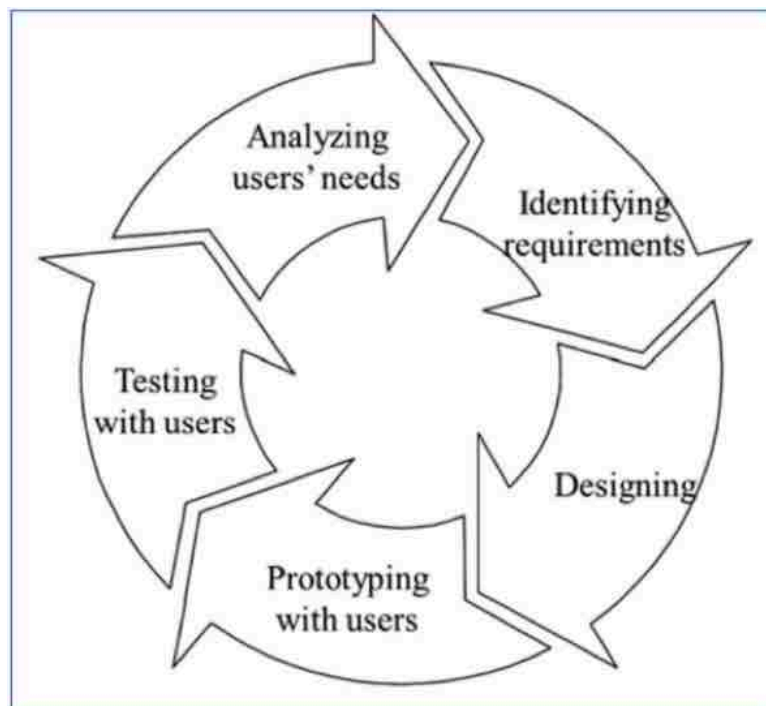 Analyzing
users’ needs
Identifying
requirements
Designing
Prototyping
with users
Testing
with users